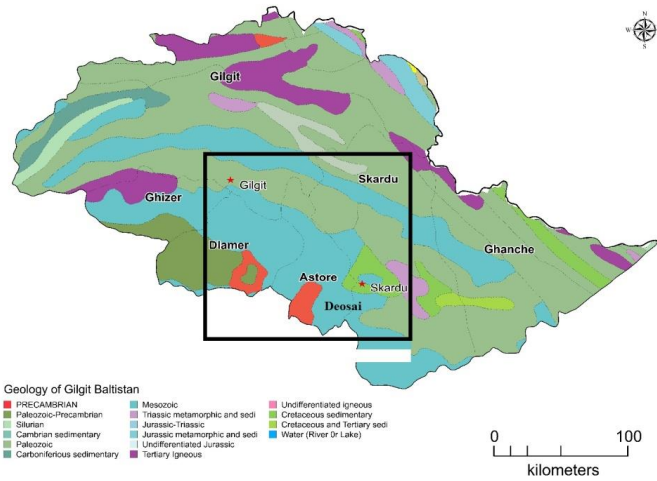 N
W
E
S
Gilgit
Skardu
Gilgit
Ghizer
Ghanche
Diamer
Astore
Skardu
Deosai
Geology of Gilgit Baltistan
PRECAMBRIAN
Paleozoic-Precambrian
Silurian
Cambrian sedimentary
Paleozoic
Carboniferious sedimentary
Mesozoic
Triassic metamorphic and sedi
Jurassic-Triassic
Jurassic metamorphic and sedi
Undifferentiated Jurassic
Tertiary Igneous
Undifferentiated igneous
Cretaceous sedimentary
Cretaceous and Tertiary sedi
Water (River 0r Lake)
0 100
kilometers